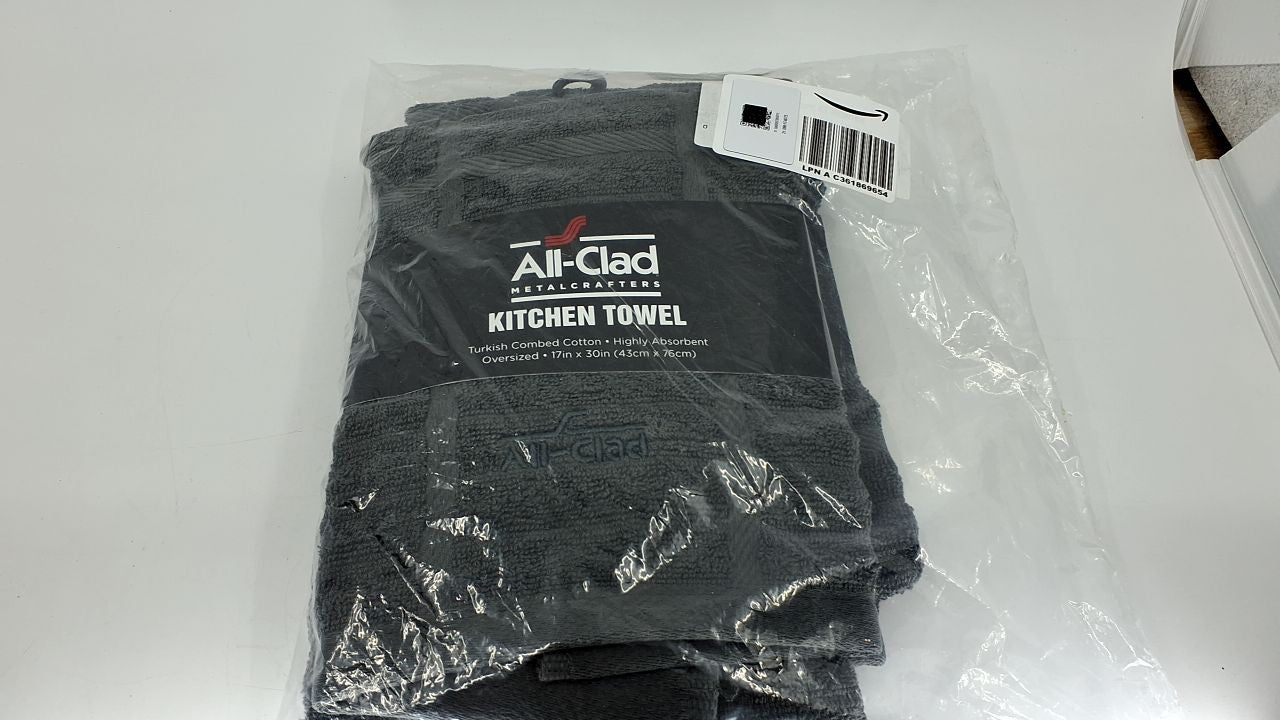 LPN A C361869654
All-Clad
METALCRAFTERS
KITCHEN TOWEL
Turkish Combed Cotton • Highly Absorbent
Oversized • 17in x 30in (43cm x 76cm)
All-Clad